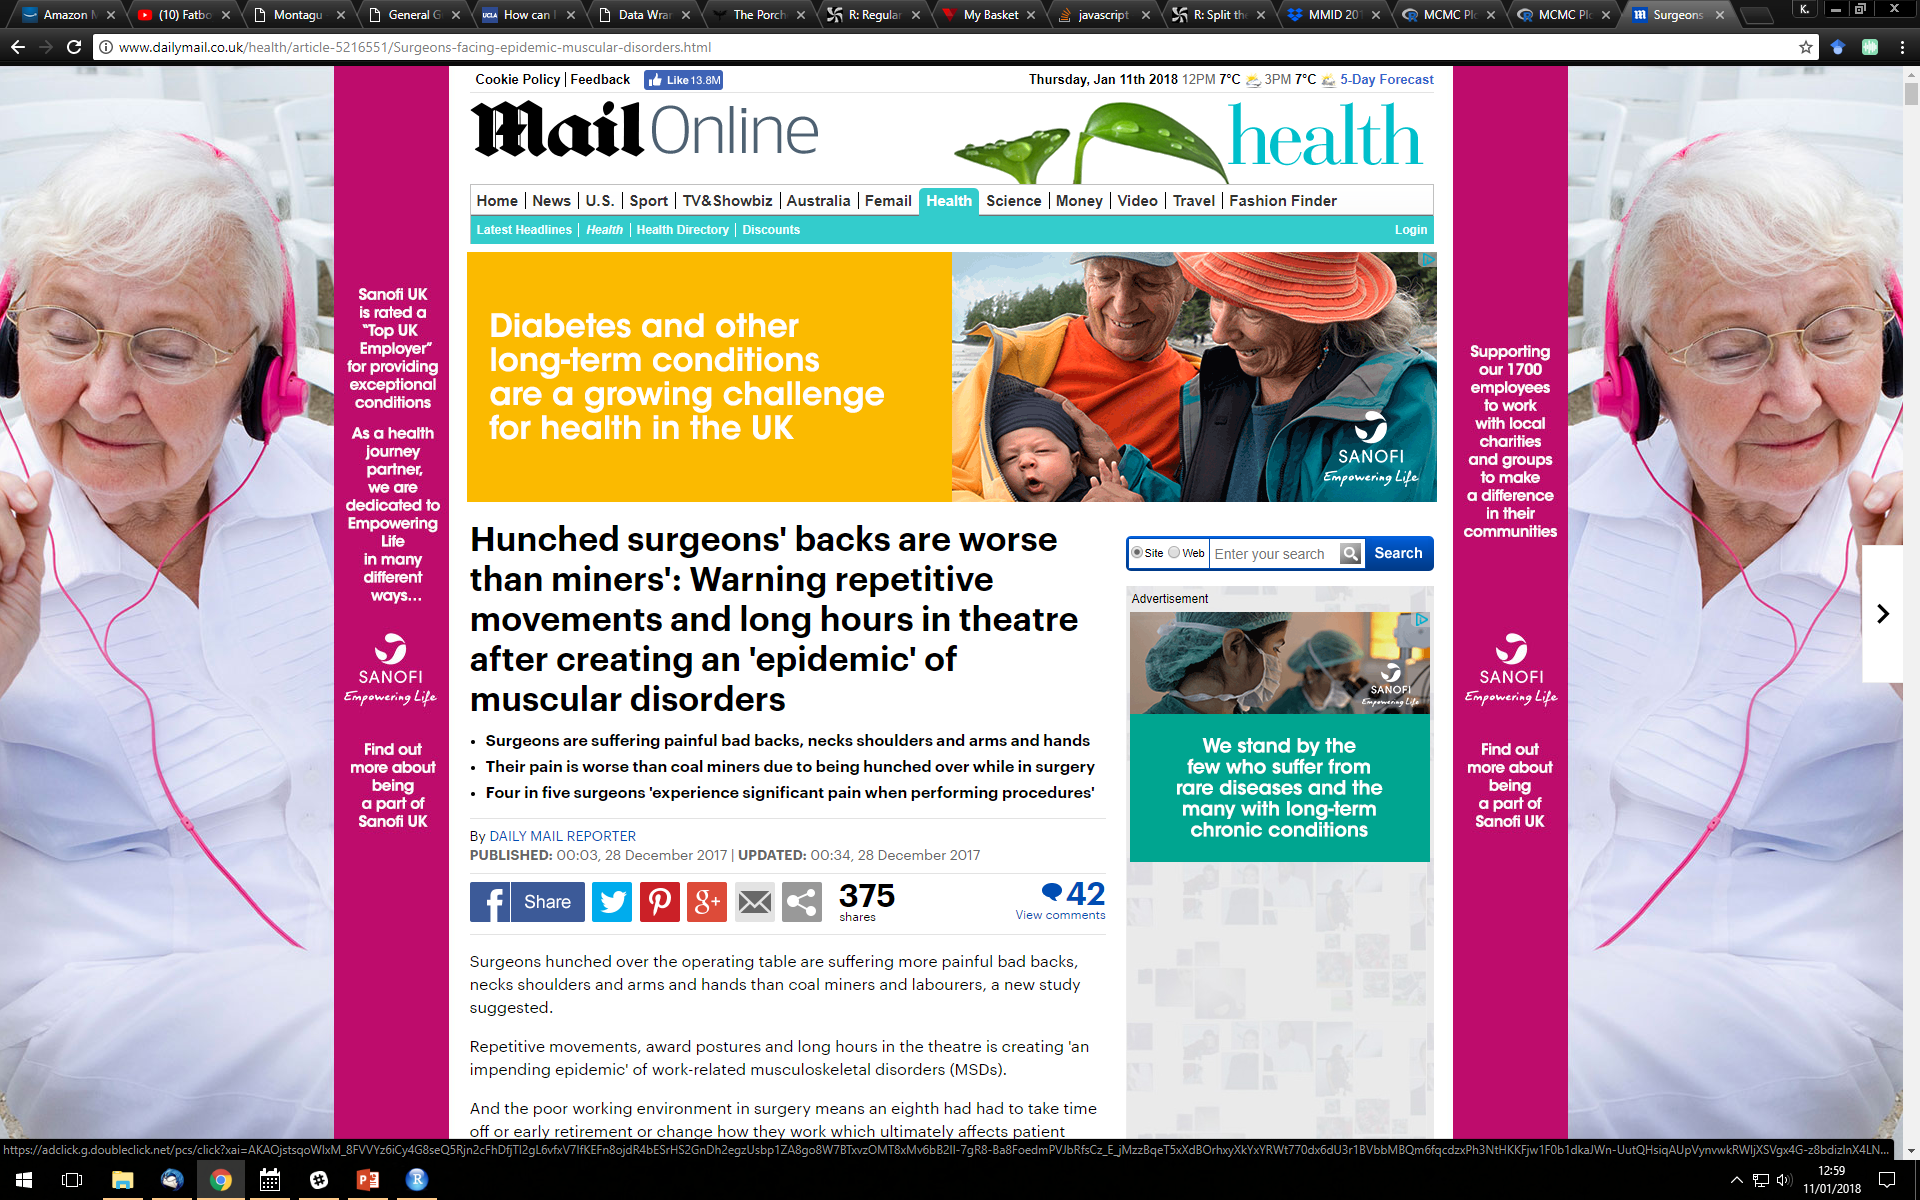 Amazon M
(10) Fatbo
Montagu
General G
How can I
Data Wran
The Porch
R: Regular
My Basket
javascript
R: Split the
MMID 201
MCMC Plo
MCMC Plo
Surgeons
K.
www.dailymail.co.uk/health/article-5216551/Surgeons-facing-epidemic-muscular-disorders.html
Cookie Policy | Feedback
Like 13.8M
Thursday, Jan 11th 2018 12PM 7°C 3PM 7°C 5-Day Forecast
Mail Online
health
Home | News | U.S. | Sport | TV&Showbiz | Australia | Femail | Health | Science | Money | Video | Travel | Fashion Finder
Latest Headlines | Health | Health Directory | Discounts
Login
Diabetes and other
long-term conditions
are a growing challenge
for health in the UK
SANOFI
Empowering Life
Sanofi UK
is rated a
"Top UK
Employer"
for providing
exceptional
conditions
As a health
journey
partner,
we are
dedicated to
Empowering
Life
in many
different
ways...
SANOFI
Empowering Life
Find out
more about
being
a part of
Sanofi UK
Hunched surgeons' backs are worse
than miners': Warning repetitive
movements and long hours in theatre
after creating an 'epidemic' of
muscular disorders
• Surgeons are suffering painful bad backs, necks shoulders and arms and hands
• Their pain is worse than coal miners due to being hunched over while in surgery
• Four in five surgeons 'experience significant pain when performing procedures'
By DAILY MAIL REPORTER
PUBLISHED: 00:03, 28 December 2017 | UPDATED: 00:34, 28 December 2017
Share
375
shares
42
View comments
Surgeons hunched over the operating table are suffering more painful bad backs,
necks shoulders and arms and hands than coal miners and labourers, a new study
suggested.
Repetitive movements, award postures and long hours in the theatre is creating 'an
impending epidemic' of work-related musculoskeletal disorders (MSDs).
And the poor working environment in surgery means an eighth had had to take time
off or early retirement or change how they work which ultimately affects patient
Site Web Enter your search Search
Advertisement
SANOFI
Empowering Life
We stand by the
few who suffer from
rare diseases and the
many with long-term
chronic conditions
Supporting
our 1700
employees
to work
with local
charities
and groups
to make
a difference
in their
communities
SANOFI
Empowering Life
Find out
more about
being
a part of
Sanofi UK
12:59
11/01/2018